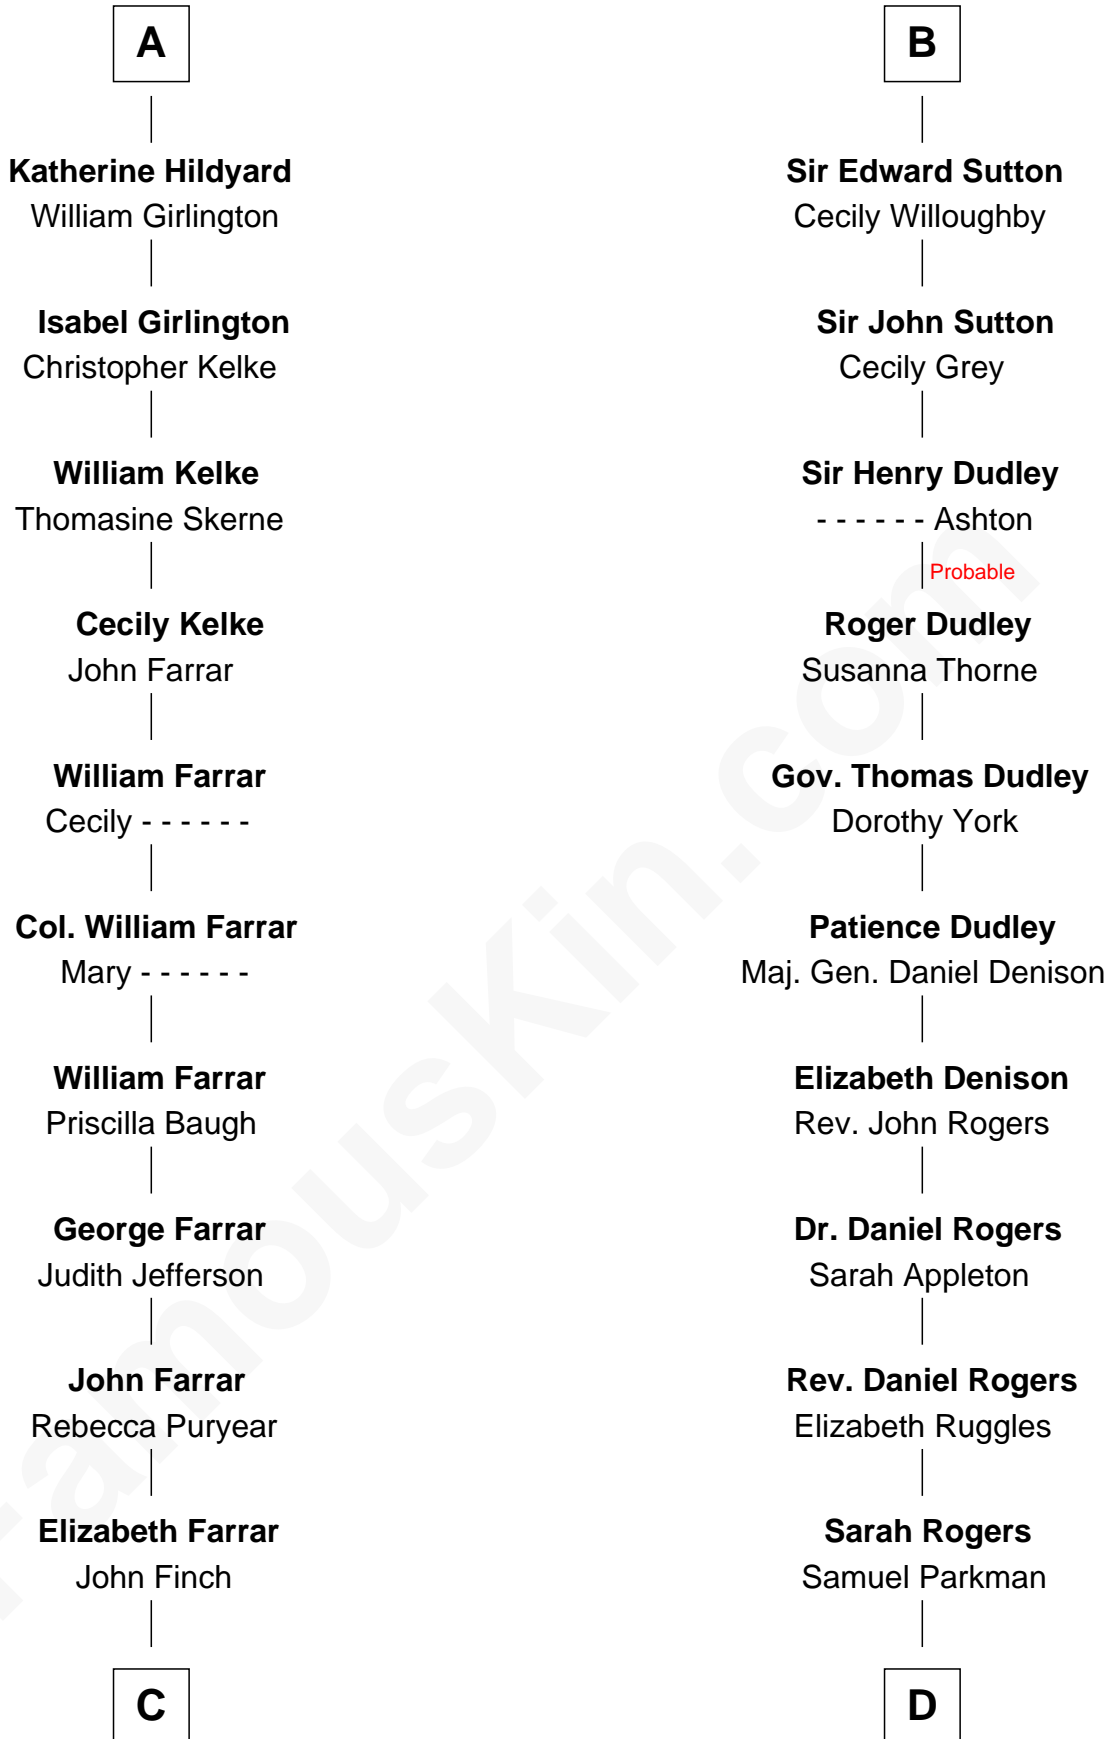 A
Katherine Hildyard
William Girlington
Isabel Girlington
Christopher Kelke
William Kelke
Thomasine Skerne
Cecily Kelke
John Farrar
William Farrar
Cecily - - - - - -
Col. William Farrar
Mary - - - - - -
William Farrar
Priscilla Baugh
George Farrar
Judith Jefferson
John Farrar
Rebecca Puryear
Elizabeth Farrar
John Finch
C
B
Sir Edward Sutton
Cecily Willoughby
Sir John Sutton
Cecily Grey
Sir Henry Dudley
- - - - - - Ashton
Probable
Roger Dudley
Susanna Thorne
Gov. Thomas Dudley
Dorothy York
Patience Dudley
Maj. Gen. Daniel Denison
Elizabeth Denison
Rev. John Rogers
Dr. Daniel Rogers
Sarah Appleton
Rev. Daniel Rogers
Elizabeth Ruggles
Sarah Rogers
Samuel Parkman
D
FamousKin.com